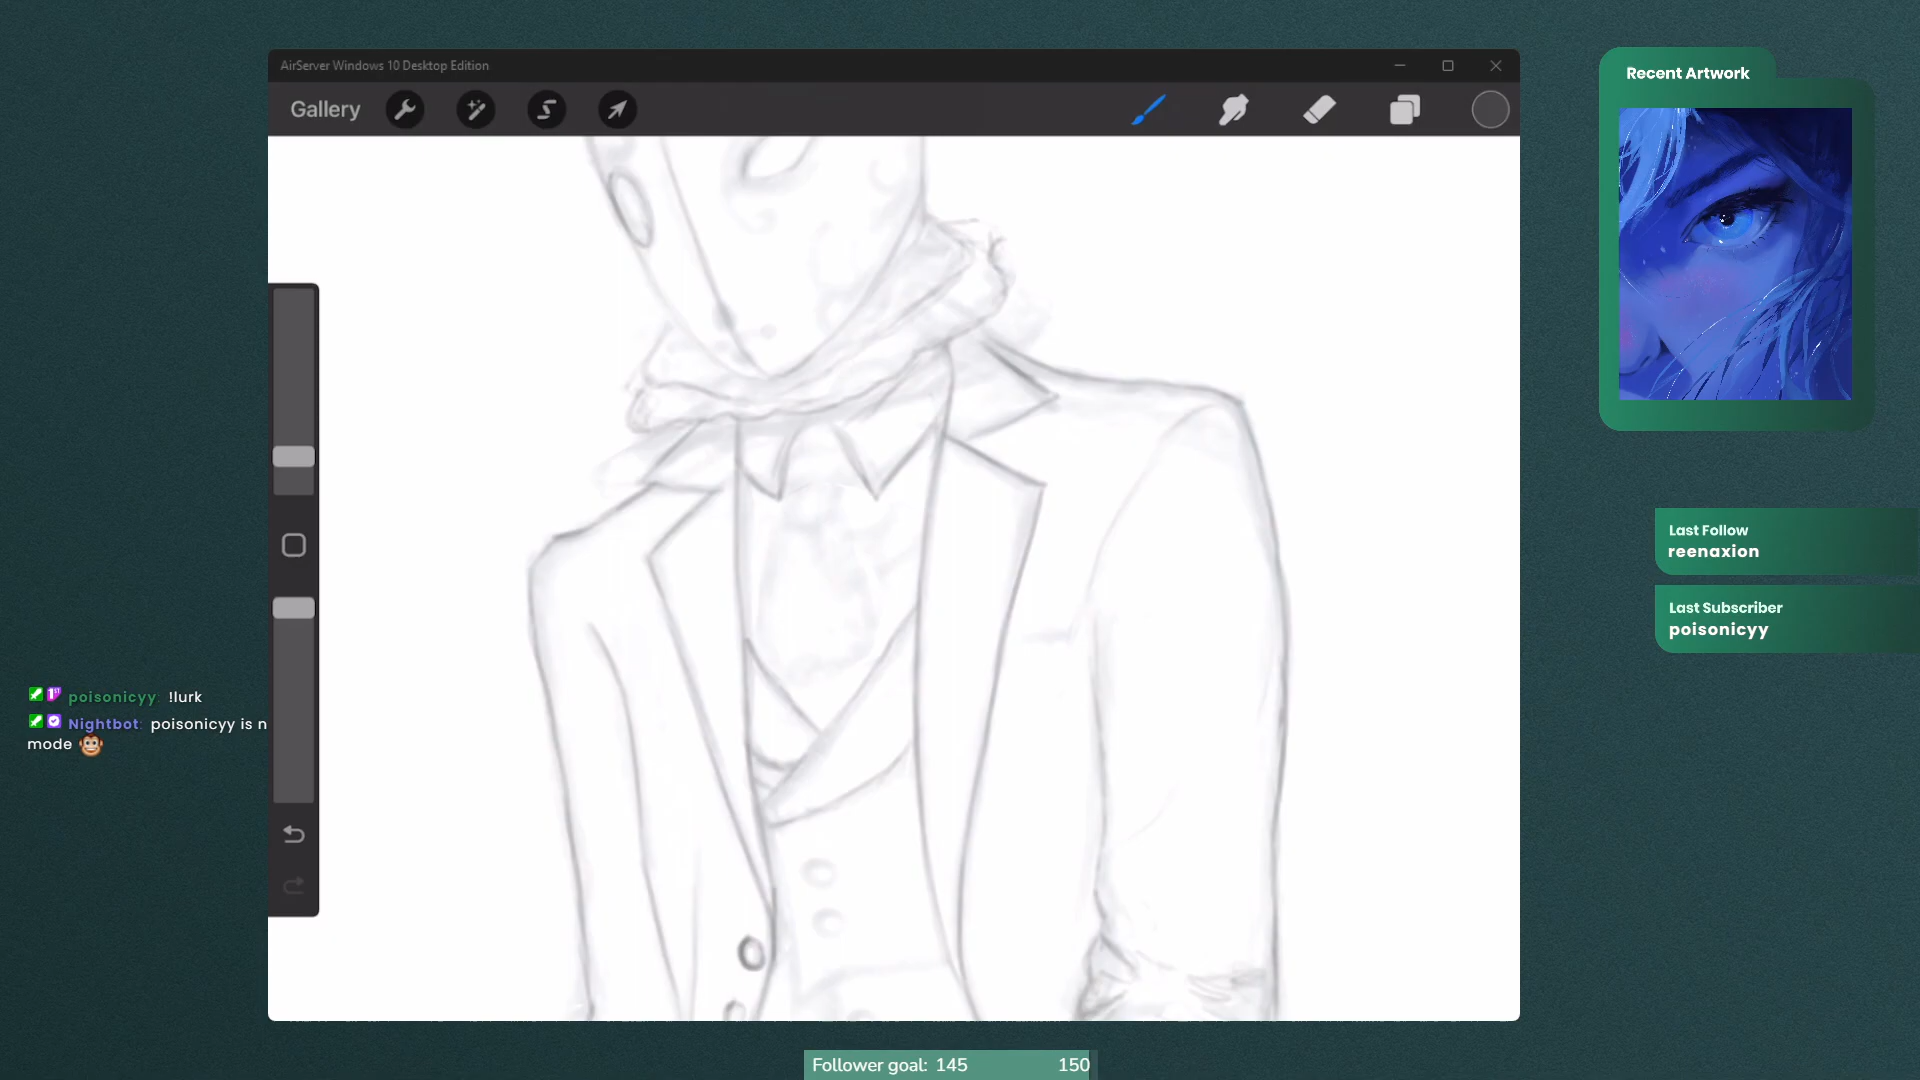 AirServer Windows 10 Desktop Edition
Gallery
Recent Artwork
Last Follow
reenaxion
Last Subscriber
poisonicyy
poisonicyy: !lurk
Nightbot: poisonicyy is n
mode
Follower goal: 145 150